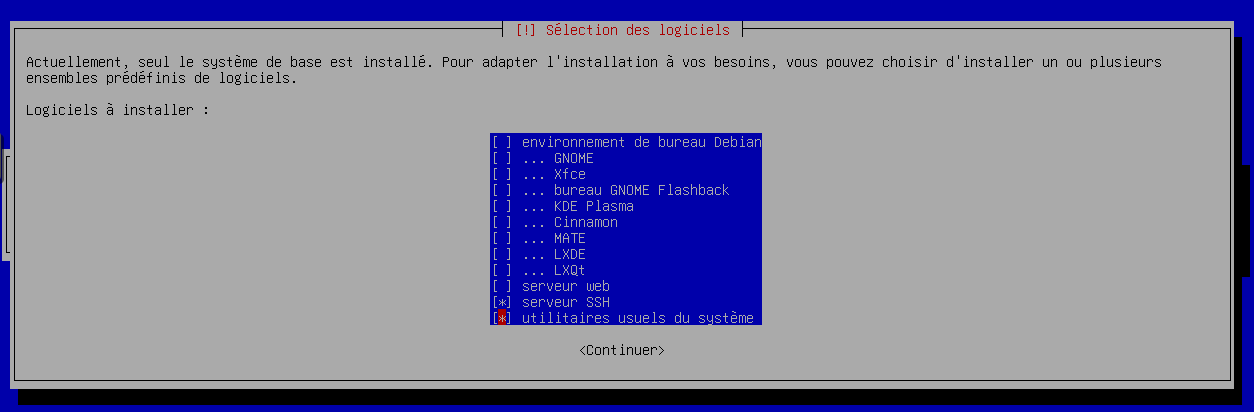 [!] Sélection des logiciels
Actuellement, seul le système de base est installé. Pour adapter l'installation à vos besoins, vous pouvez choisir d'installer un ou plusieurs
ensembles prédéfinis de logiciels.
Logiciels à installer :
[ ] environnement de bureau Debian
[ ] ... GNOME
[ ] ... Xfce
[ ] ... bureau GNOME Flashback
[ ] ... KDE Plasma
[ ] ... Cinnamon
[ ] ... MATE
[ ] ... LXDE
[ ] ... LXQt
[ ] serveur web
[*] serveur SSH
[*] utilitaires usuels du système
<Continuer>